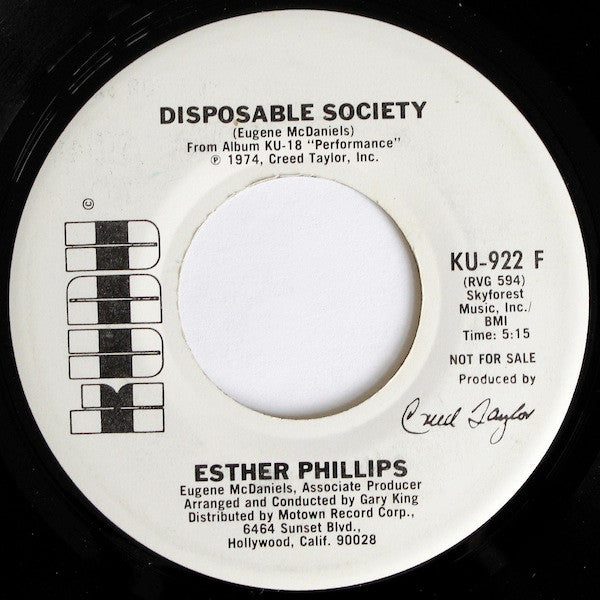 DISPOSABLE SOCIETY
(Eugene McDaniels)
From Album KU-18 "Performance"
℗ 1974, Creed Taylor, Inc.
©
KUDU
KU-922 F
(RVG 594)
Skyforest
Music, Inc./
BMI
Time: 5:15
NOT FOR SALE
Produced by
Creed Taylor
ESTHER PHILLIPS
Eugene McDaniels, Associate Producer
Arranged and Conducted by Gary King
Distributed by Motown Record Corp.,
6464 Sunset Blvd.,
Hollywood, Calif. 90028